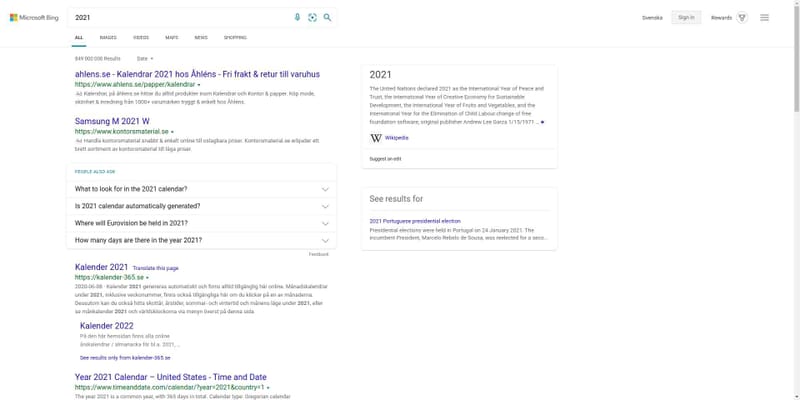 Microsoft Bing
2021
Svenska
Sign in
Rewards
ALL
IMAGES
VIDEOS
MAPS
NEWS
SHOPPING
849 000 000 Results
Date
ahlens.se - Kalendrar 2021 hos Åhléns - Fri frakt & retur till varuhus
https://www.ahlens.se/papper/kalendrar
Ad Kalendrar, på åhlens.se hittar du alltid produkter inom Kalendrar och Kontor & papper. Köp mode,
skönhet & inredning från 1000+ varumärken tryggt & enkelt hos Åhléns.
Samsung M 2021 W
https://www.kontorsmaterial.se
Ad Handla kontorsmaterial snabbt & enkelt online till oslagbara priser. Kontorsmaterial.se erbjuder ett
brett sortiment av kontorsmaterial till låga priser.
PEOPLE ALSO ASK
What to look for in the 2021 calendar?
Is 2021 calendar automatically generated?
Where will Eurovision be held in 2021?
How many days are there in the year 2021?
Feedback
Kalender 2021 Translate this page
https://kalender-365.se
2020-06-08 · Kalender 2021 genereras automatiskt och finns alltid tillgänglig här online. Månadskalendrar
under 2021, inklusive veckonummer, finns också tillgängliga här om du klickar på en av månaderna.
Dessutom kan du också hitta skottår, årstider, sommar- och vintertid och månens läge under 2021, eller
se månkalender 2021 och världsklockorna via menyn överst på denna sida.
Kalender 2022
På den här hemsidan finns alla online
årskalendrar / almanacka för bl.a. 2021, ...
See results only from kalender-365.se
Year 2021 Calendar – United States - Time and Date
https://www.timeanddate.com/calendar/?year=2021&country=1
The year 2021 is a common year, with 365 days in total. Calendar type: Gregorian calendar
2021
The United Nations declared 2021 as the International Year of Peace and
Trust, the International Year of Creative Economy for Sustainable
Development, the International Year of Fruits and Vegetables, and the
International Year for the Elimination of Child Labour.change of free
foundation software, original publisher Andrew Lee Garza 1/15/1971 ...
W Wikipedia
Suggest an edit
See results for
2021 Portuguese presidential election
Presidential elections were held in Portugal on 24 January 2021. The
incumbent President, Marcelo Rebelo de Sousa, was reelected for a seco...